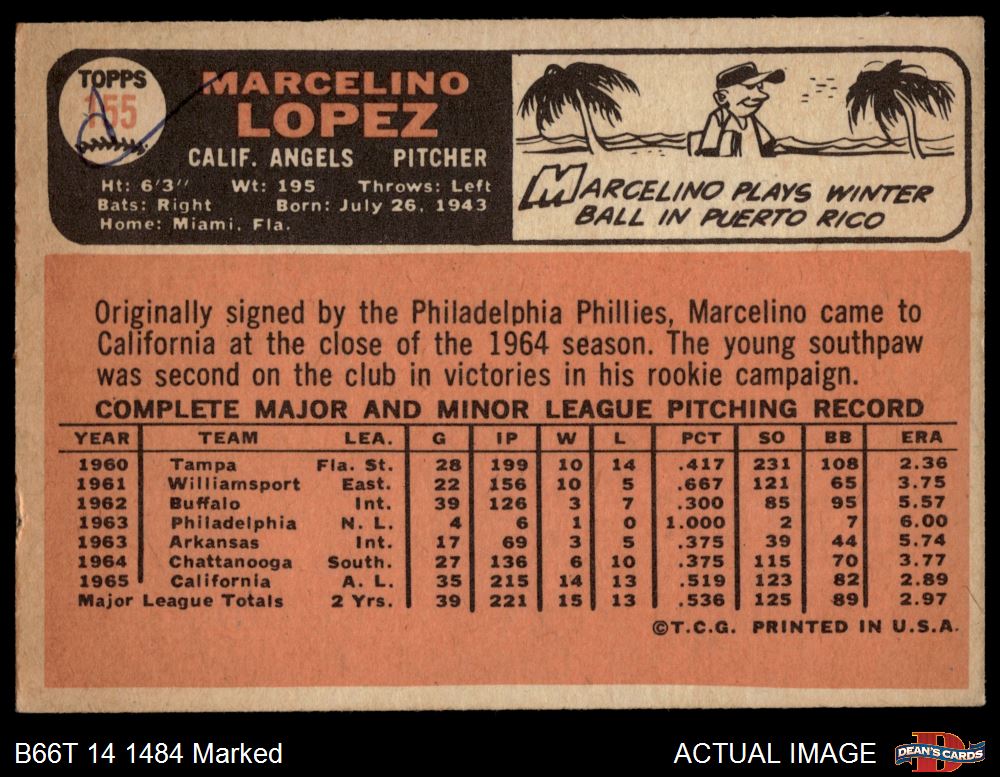 TOPPS
155
MARCELINO
LOPEZ
CALIF. ANGELS PITCHER
Ht: 6'3" Wt: 195 Throws: Left
Bats: Right Born: July 26, 1943
Home: Miami, Fla.
MARCELINO PLAYS WINTER
BALL IN PUERTO RICO
Originally signed by the Philadelphia Phillies, Marcelino came to
California at the close of the 1964 season. The young southpaw
was second on the club in victories in his rookie campaign.
COMPLETE MAJOR AND MINOR LEAGUE PITCHING RECORD
YEAR TEAM LEA. G IP W L PCT SO BB ERA
1960 Tampa Fla. St. 28 199 10 14 .417 231 108 2.36
1961 Williamsport East. 22 156 10 5 .667 121 65 3.75
1962 Buffalo Int. 39 126 3 7 .300 85 95 5.57
1963 Philadelphia N. L. 4 6 1 0 1.000 2 7 6.00
1963 Arkansas Int. 17 69 3 5 .375 39 44 5.74
1964 Chattanooga South. 27 136 6 10 .375 115 70 3.77
1965 California A. L. 35 215 14 13 .519 123 82 2.89
Major League Totals 2 Yrs. 39 221 15 13 .536 125 89 2.97
©T.C.G. PRINTED IN U.S.A.
B66T 14 1484 Marked
ACTUAL IMAGE
DEAN'S CARDS